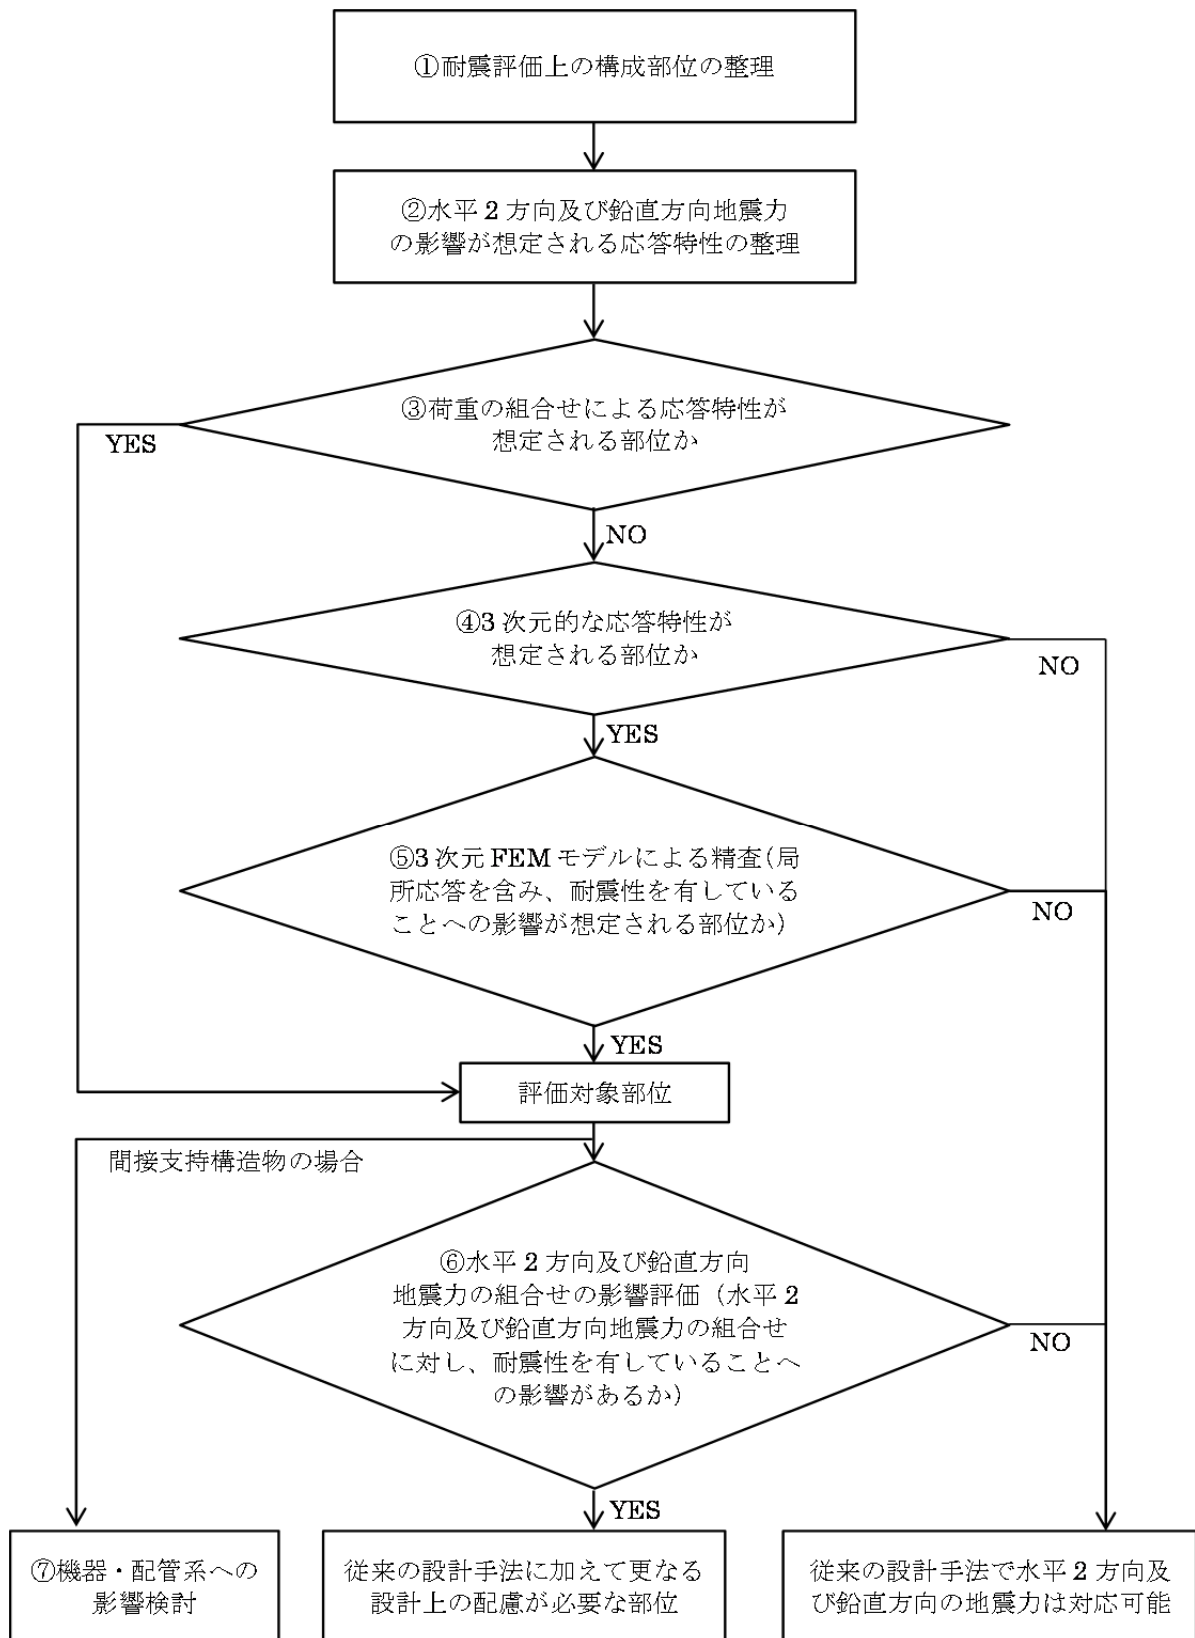 ①耐震評価上の構成部位の整理
②水平 2 方向及び鉛直方向地震力
の影響が想定される応答特性の整理
③荷重の組合せによる応答特性が
想定される部位か
YES
NO
④3 次元的な応答特性が
想定される部位か
NO
YES
⑤3 次元 FEM モデルによる精査(局
所応答を含み、耐震性を有している
ことへの影響が想定される部位か)
NO
YES
評価対象部位
間接支持構造物の場合
⑥水平 2 方向及び鉛直方向
地震力の組合せの影響評価（水平 2
方向及び鉛直方向地震力の組合せ
に対し、耐震性を有していることへ
の影響があるか)
NO
YES
⑦機器・配管系への
影響検討
従来の設計手法に加えて更なる
設計上の配慮が必要な部位
従来の設計手法で水平 2 方向及
び鉛直方向の地震力は対応可能